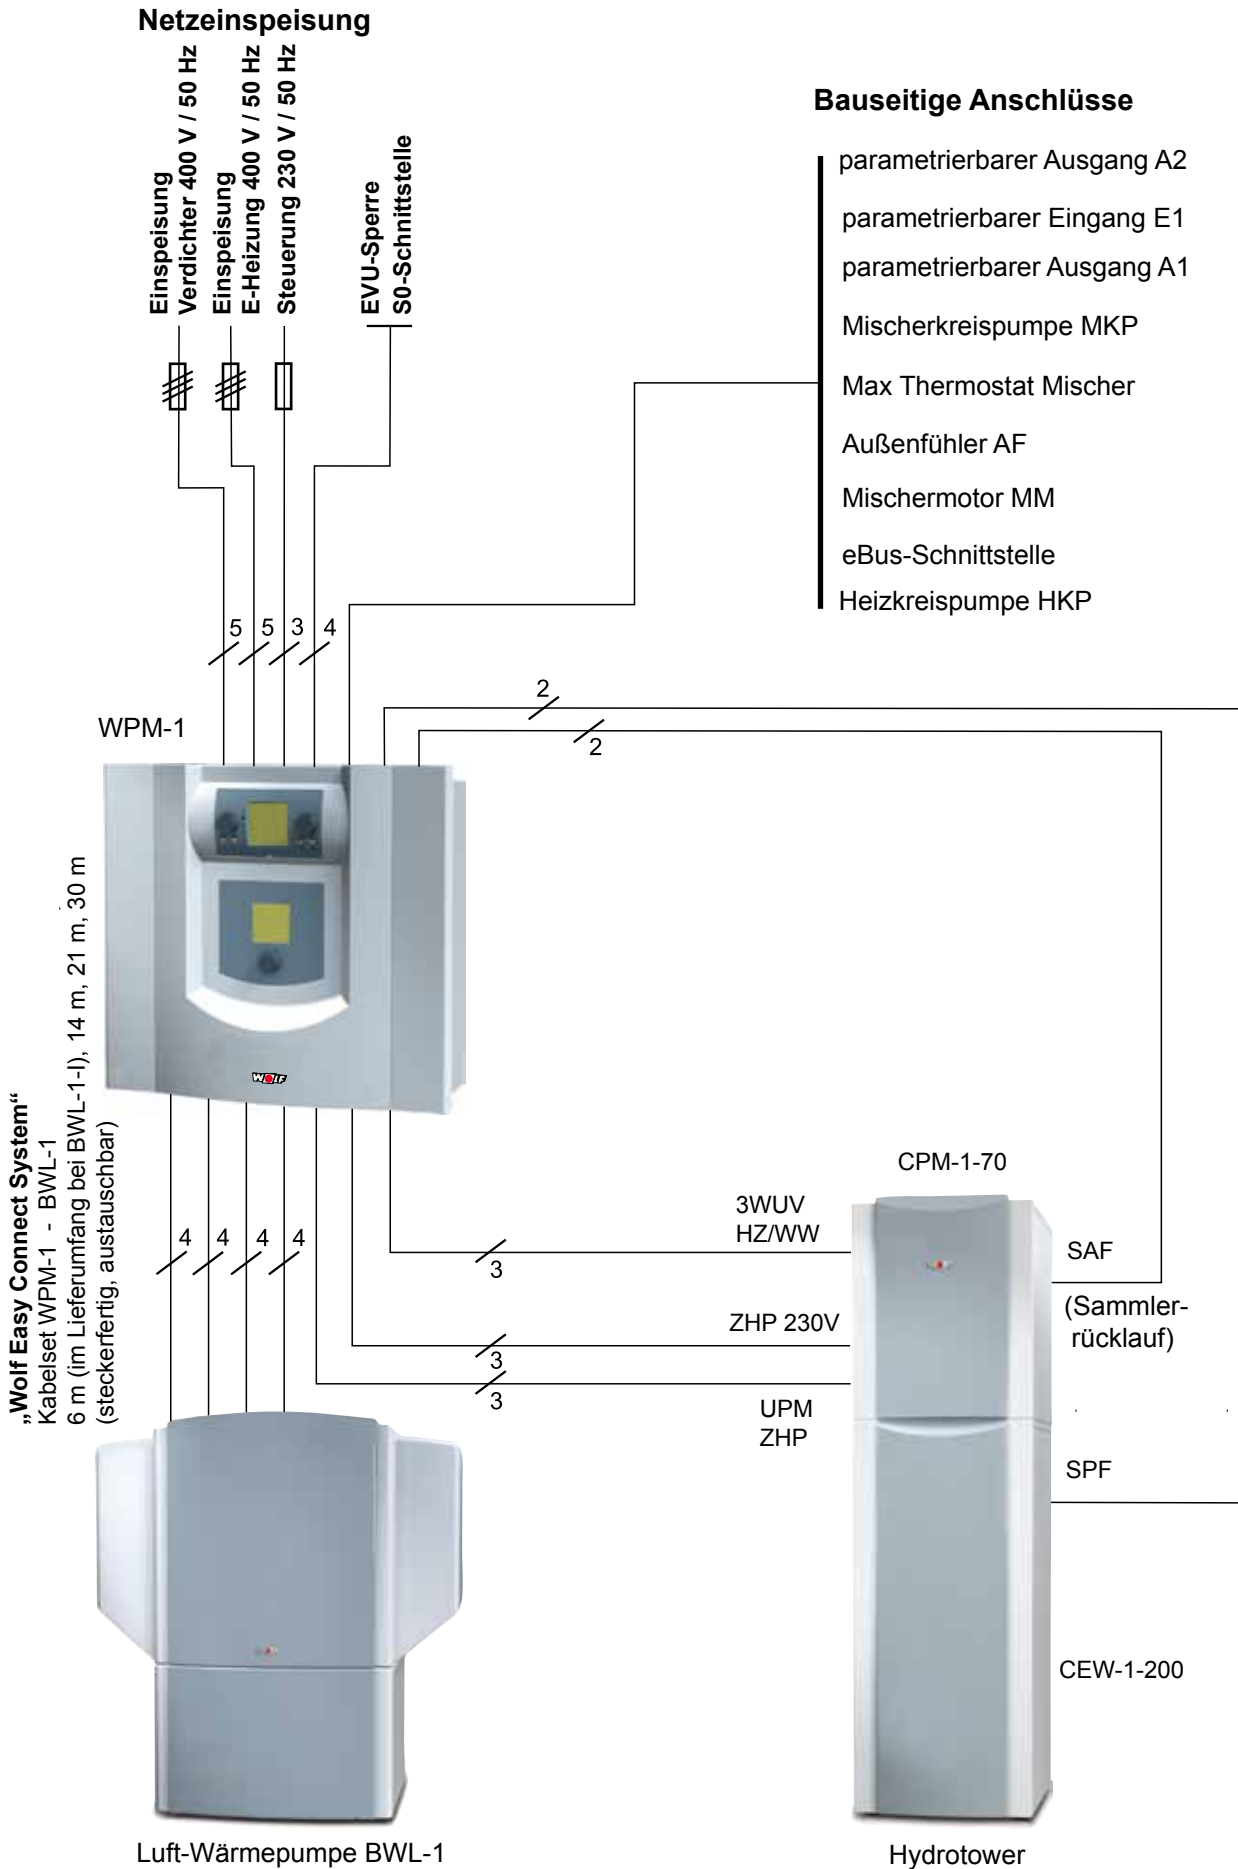 Netzeinspeisung
Einspeisung
Verdichter 400 V / 50 Hz
Einspeisung
E-Heizung 400 V / 50 Hz
Steuerung 230 V / 50 Hz
EVU-Sperre
S0-Schnittstelle
Bauseitige Anschlüsse
parametrierbarer Ausgang A2
parametrierbarer Eingang E1
parametrierbarer Ausgang A1
Mischerkreispumpe MKP
Max Thermostat Mischer
Außenfühler AF
Mischermotor MM
eBus-Schnittstelle
Heizkreispumpe HKP
5 5 3 4
2
2
WPM-1
WOLF
„Wolf Easy Connect System“
Kabelset WPM-1 - BWL-1
6 m (im Lieferumfang bei BWL-1-I), 14 m, 21 m, 30 m
(steckerfertig, austauschbar)
4 4 4 4
CPM-1-70
3WUV
HZ/WW
3
SAF
(Sammler-
rücklauf)
ZHP 230V
3
3
UPM
ZHP
SPF
CEW-1-200
Luft-Wärmepumpe BWL-1
Hydrotower